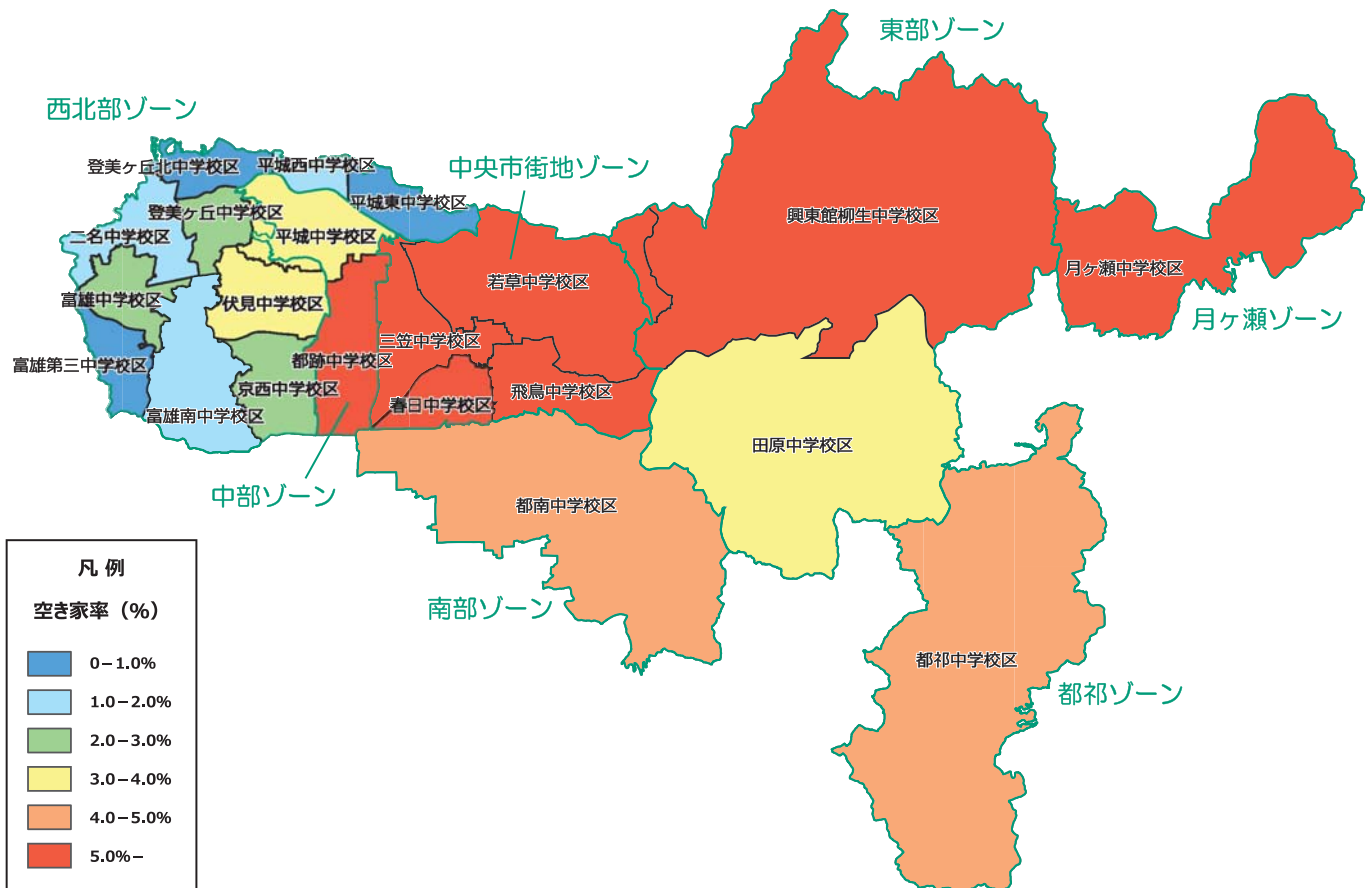 東部ゾーン
西北部ゾーン
登美ヶ丘北中学校区
平城西中学校区
中央市街地ゾーン
平城東中学校区
登美ヶ丘中学校区
興東館柳生中学校区
二名中学校区
平城中学校区
月ヶ瀬中学校区
若草中学校区
富雄中学校区
伏見中学校区
月ヶ瀬ゾーン
三笠中学校区
都跡中学校区
富雄第三中学校区
京西中学校区
飛鳥中学校区
春日中学校区
富雄南中学校区
田原中学校区
中部ゾーン
都南中学校区
南部ゾーン
都祁中学校区
都祁ゾーン
凡 例
空き家率（%）
0−1.0%
1.0−2.0%
2.0−3.0%
3.0−4.0%
4.0−5.0%
5.0%−